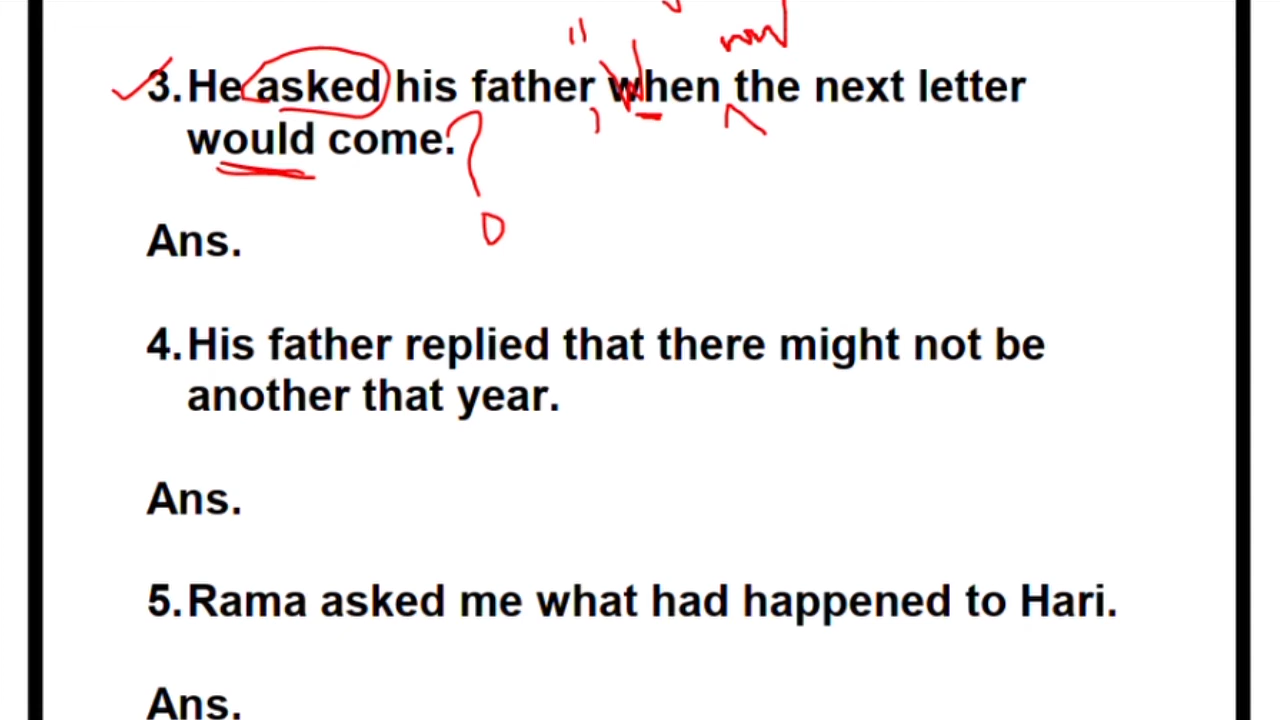 3. He asked his father when the next letter
would come.
Ans.
4. His father replied that there might not be
another that year.
Ans.
5. Rama asked me what had happened to Hari.
Ans.